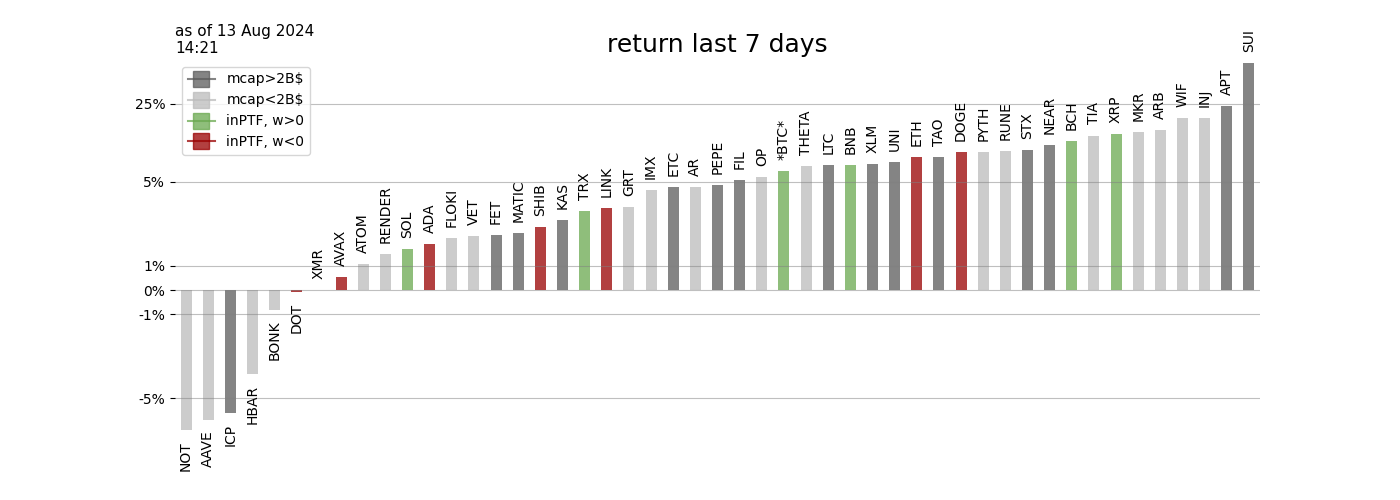 as of 13 Aug 2024
14:21
return last 7 days
mcap>2B$
mcap<2B$
inPTF, w>0
inPTF, w<0
25%
5%
1%
0%
-1%
-5%
NOT
AAVE
ICP
HBAR
BONK
DOT
XMR
AVAX
ATOM
RENDER
SOL
ADA
FLOKI
VET
FET
MATIC
SHIB
KAS
TRX
LINK
GRT
IMX
ETC
AR
PEPE
FIL
OP
*BTC*
THETA
LTC
BNB
XLM
UNI
ETH
TAO
DOGE
PYTH
RUNE
STX
NEAR
BCH
TIA
XRP
MKR
ARB
WIF
INJ
APT
SUI